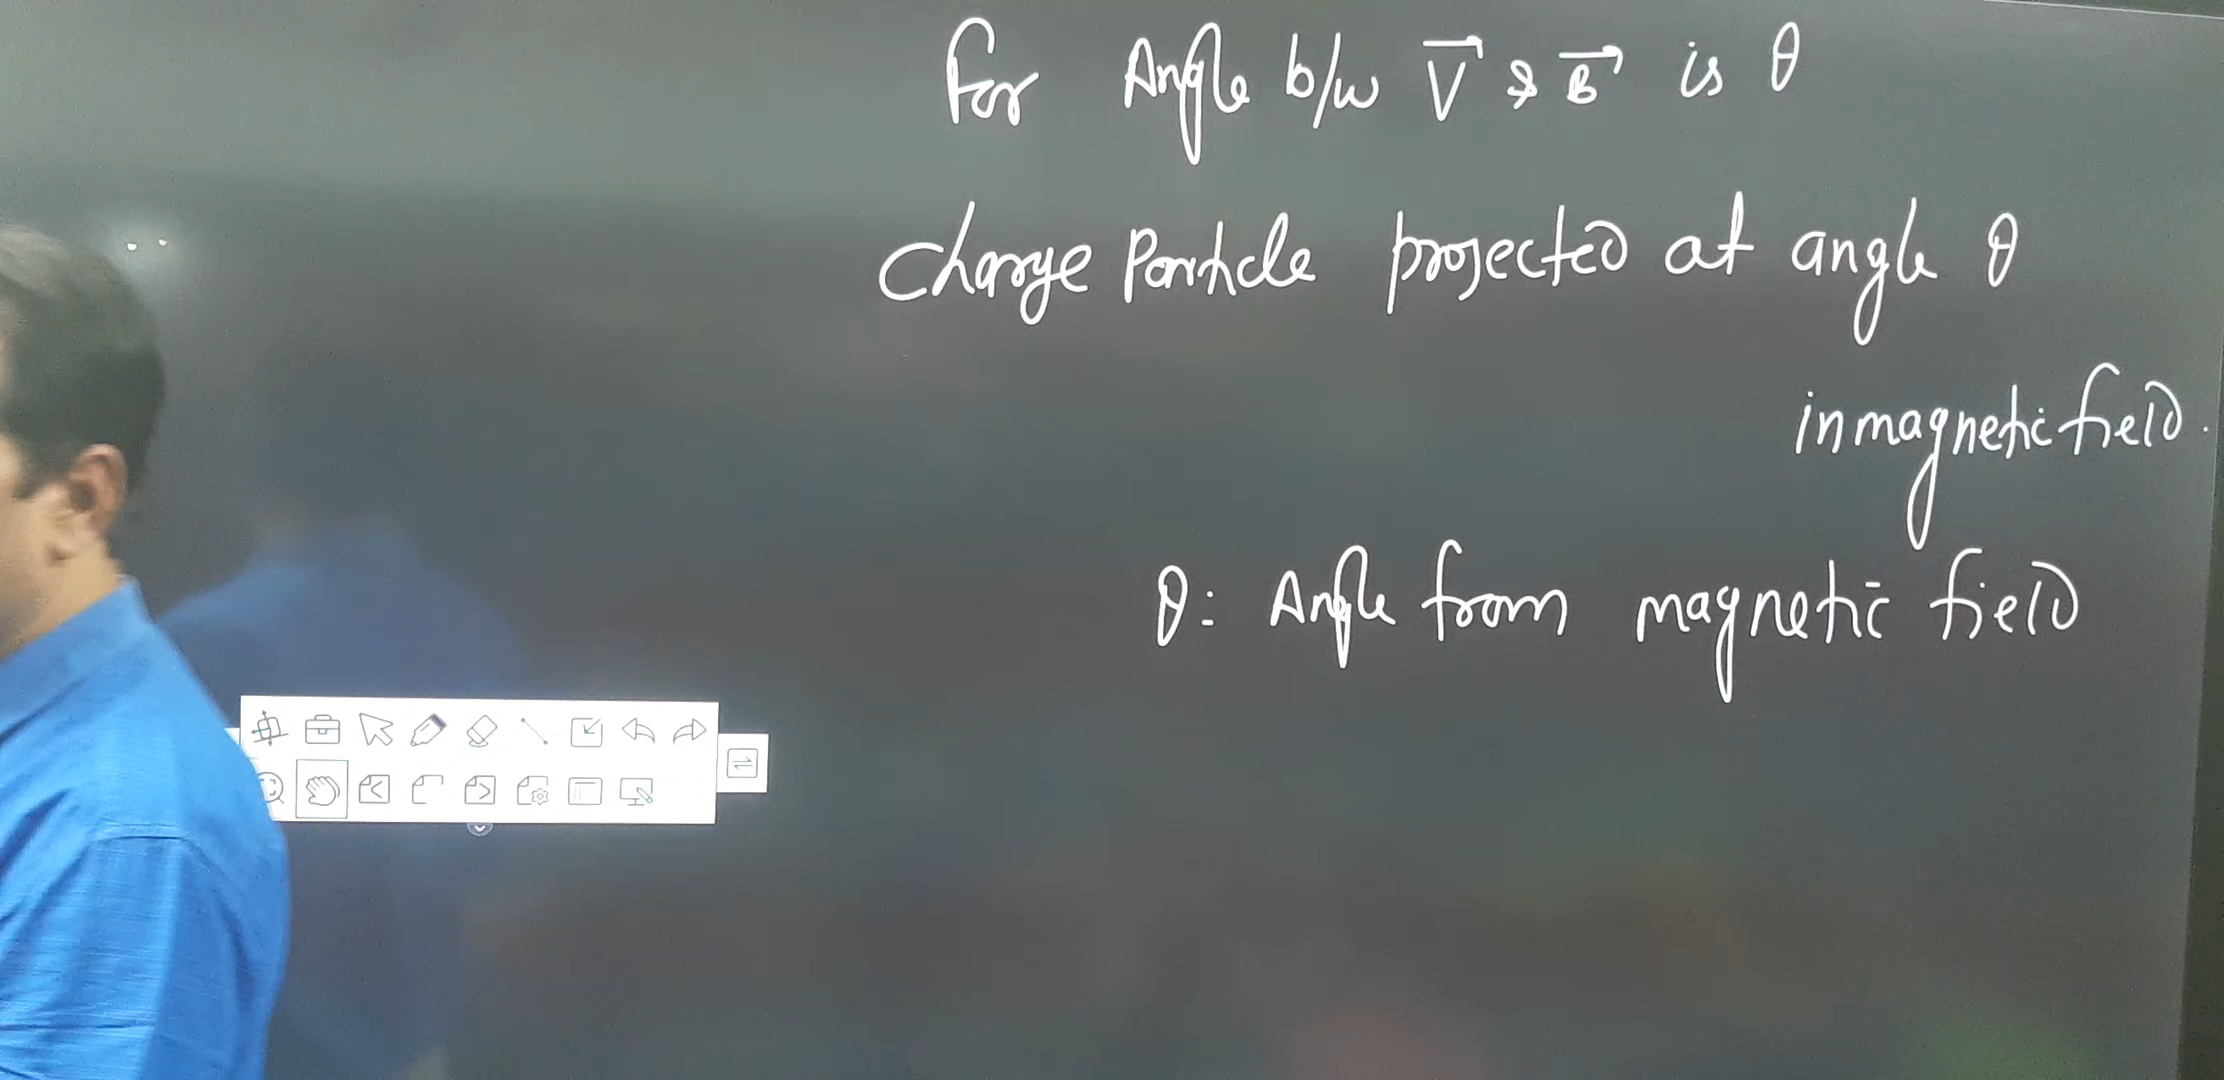 For Angle b/w V & B is θ
Charge Particle projected at angle θ
in magnetic field.
θ: Angle from magnetic field